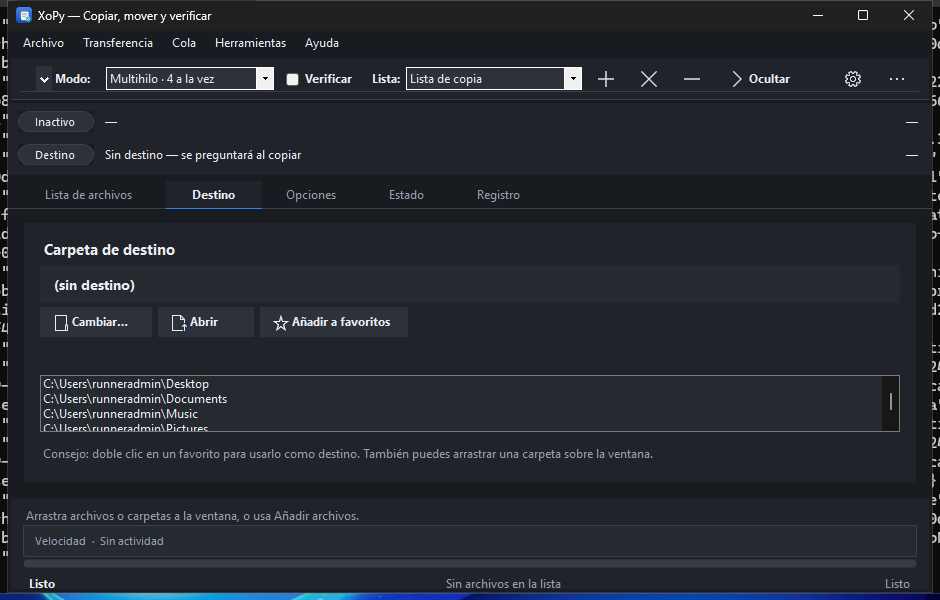 XoPy — Copiar, mover y verificar
Archivo Transferencia Cola Herramientas Ayuda
Modo: Multihilo · 4 a la vez Verificar Lista: Lista de copia Ocultar
Inactivo —
Destino Sin destino — se preguntará al copiar
Lista de archivos Destino Opciones Estado Registro
Carpeta de destino
(sin destino)
Cambiar... Abrir Añadir a favoritos
C:\Users\runneradmin\Desktop
C:\Users\runneradmin\Documents
C:\Users\runneradmin\Music
C:\Users\runneradmin\Pictures
Consejo: doble clic en un favorito para usarlo como destino. También puedes arrastrar una carpeta sobre la ventana.
Arrastra archivos o carpetas a la ventana, o usa Añadir archivos.
Velocidad · Sin actividad
Listo Sin archivos en la lista Listo